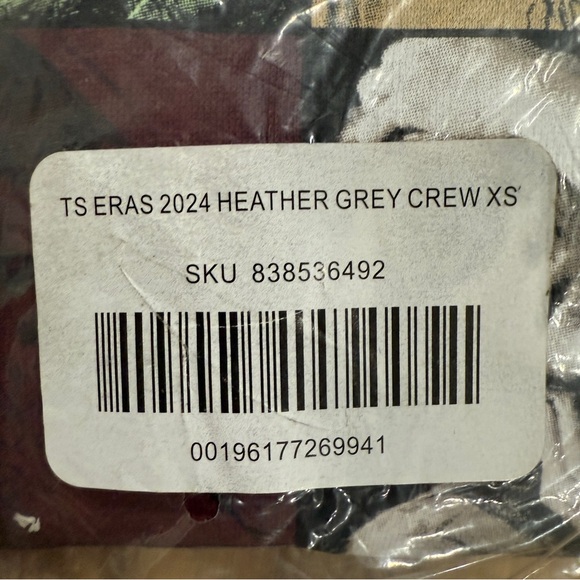 TS ERAS 2024 HEATHER GREY CREW XS
SKU 838536492
00196177269941